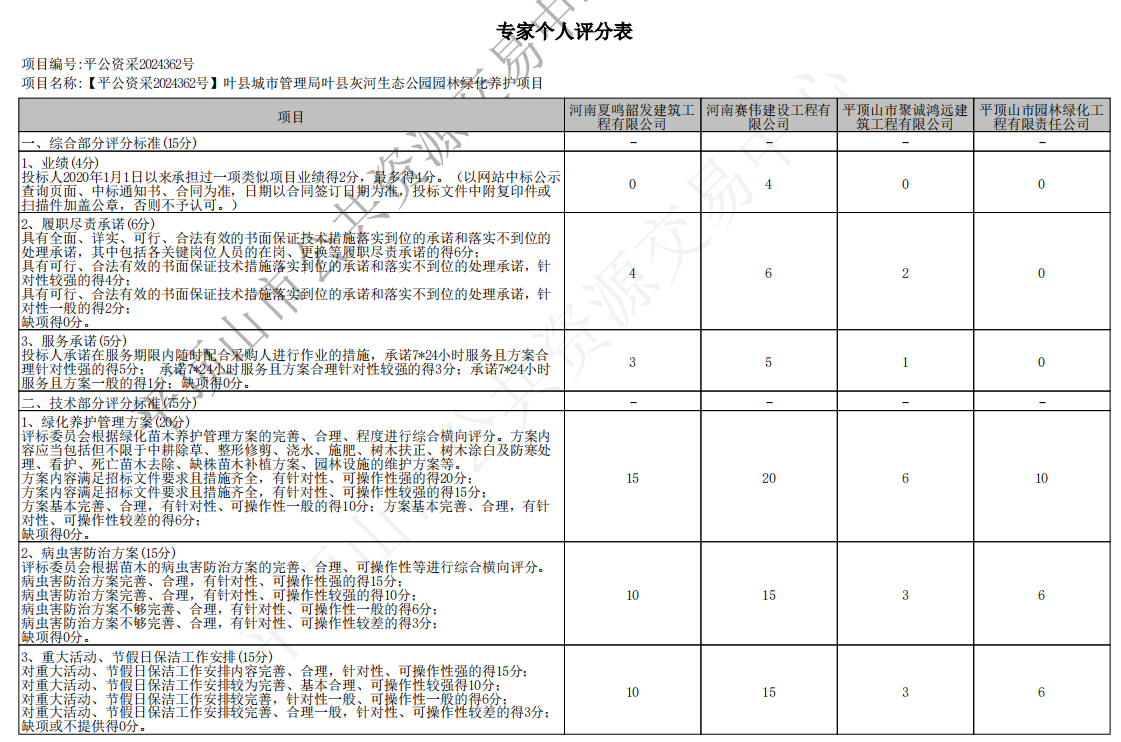 专家个人评分表
项目编号:平公资采2024362号
项目名称:【平公资采2024362号】叶县城市管理局叶县灰河生态公园园林绿化养护项目
项目
河南夏鸣韶发建筑工
程有限公司
河南赛伟建设工程有
限公司
平顶山市聚诚鸿远建
筑工程有限公司
平顶山市园林绿化工
程有限责任公司
一、综合部分评分标准(15分)
－ － － －
1、业绩(4分)
投标人2020年1月1日以来承担过一项类似项目业绩得2分，最多得4分。（以网站中标公示
查询页面、中标通知书、合同为准，日期以合同签订日期为准，投标文件中附复印件或
扫描件加盖公章，否则不予认可。）
0 4 0 0
2、履职尽责承诺(6分)
具有全面、详实、可行、合法有效的书面保证技术措施落实到位的承诺和落实不到位的
处理承诺，其中包括各关键岗位人员的在岗、更换等履职尽责承诺的得6分；
具有可行、合法有效的书面保证技术措施落实到位的承诺和落实不到位的处理承诺，针
对性较强的得4分；
具有可行、合法有效的书面保证技术措施落实到位的承诺和落实不到位的处理承诺，针
对性一般的得2分；
缺项得0分。
4 6 2 0
3、服务承诺(5分)
投标人承诺在服务期限内随时配合采购人进行作业的措施，承诺7*24小时服务且方案合
理针对性强的得5分； 承诺7*24小时服务且方案合理针对性较强的得3分；承诺7*24小时
服务且方案一般的得1分；缺项得0分。
3 5 1 0
二、技术部分评分标准(75分)
－ － － －
1、绿化养护管理方案(20分)
评标委员会根据绿化苗木养护管理方案的完善、合理、程度进行综合横向评分。方案内
容应当包括但不限于中耕除草、整形修剪、浇水、施肥、树木扶正、树木涂白及防寒处
理、看护、死亡苗木去除、缺株苗木补植方案、园林设施的维护方案等。
方案内容满足招标文件要求且措施齐全，有针对性、可操作性强的得20分；
方案内容满足招标文件要求且措施齐全，有针对性、可操作性较强的得15分；
方案基本完善、合理，有针对性、可操作性一般的得10分；方案基本完善、合理，有针
对性、可操作性较差的得6分；
缺项得0分。
15 20 6 10
2、病虫害防治方案(15分)
评标委员会根据苗木的病虫害防治方案的完善、合理、可操作性等进行综合横向评分。
病虫害防治方案完善、合理，有针对性、可操作性强的得15分；
病虫害防治方案完善、合理，有针对性、可操作性较强的得10分；
病虫害防治方案不够完善、合理，有针对性、可操作性一般的得6分；
病虫害防治方案不够完善、合理，有针对性、可操作性较差的得3分；
缺项得0分。
10 15 3 6
3、重大活动、节假日保洁工作安排(15分)
对重大活动、节假日保洁工作安排内容完善、合理，针对性、可操作性强的得15分；
对重大活动、节假日保洁工作安排较为完善、基本合理、可操作性较强得10分；
对重大活动、节假日保洁工作安排较完善，针对性一般、可操作性一般的得6分；
对重大活动、节假日保洁工作安排较完善、合理一般，针对性、可操作性较差的得3分；
缺项或不提供得0分。
10 15 3 6
平顶山市公共资源交易中
平顶山市公共资源交易中心